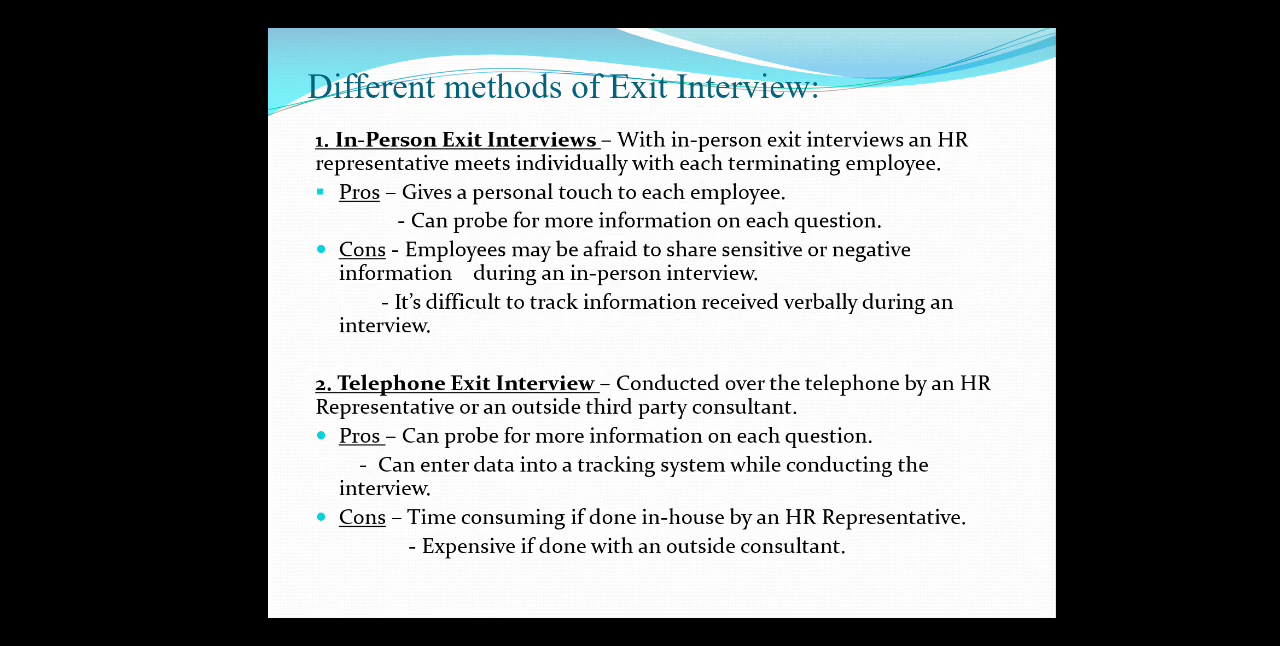 Different methods of Exit Interview:
1. In-Person Exit Interviews – With in-person exit interviews an HR
representative meets individually with each terminating employee.
Pros – Gives a personal touch to each employee.
- Can probe for more information on each question.
Cons - Employees may be afraid to share sensitive or negative
information during an in-person interview.
- It’s difficult to track information received verbally during an
interview.
2. Telephone Exit Interview – Conducted over the telephone by an HR
Representative or an outside third party consultant.
Pros – Can probe for more information on each question.
- Can enter data into a tracking system while conducting the
interview.
Cons – Time consuming if done in-house by an HR Representative.
- Expensive if done with an outside consultant.